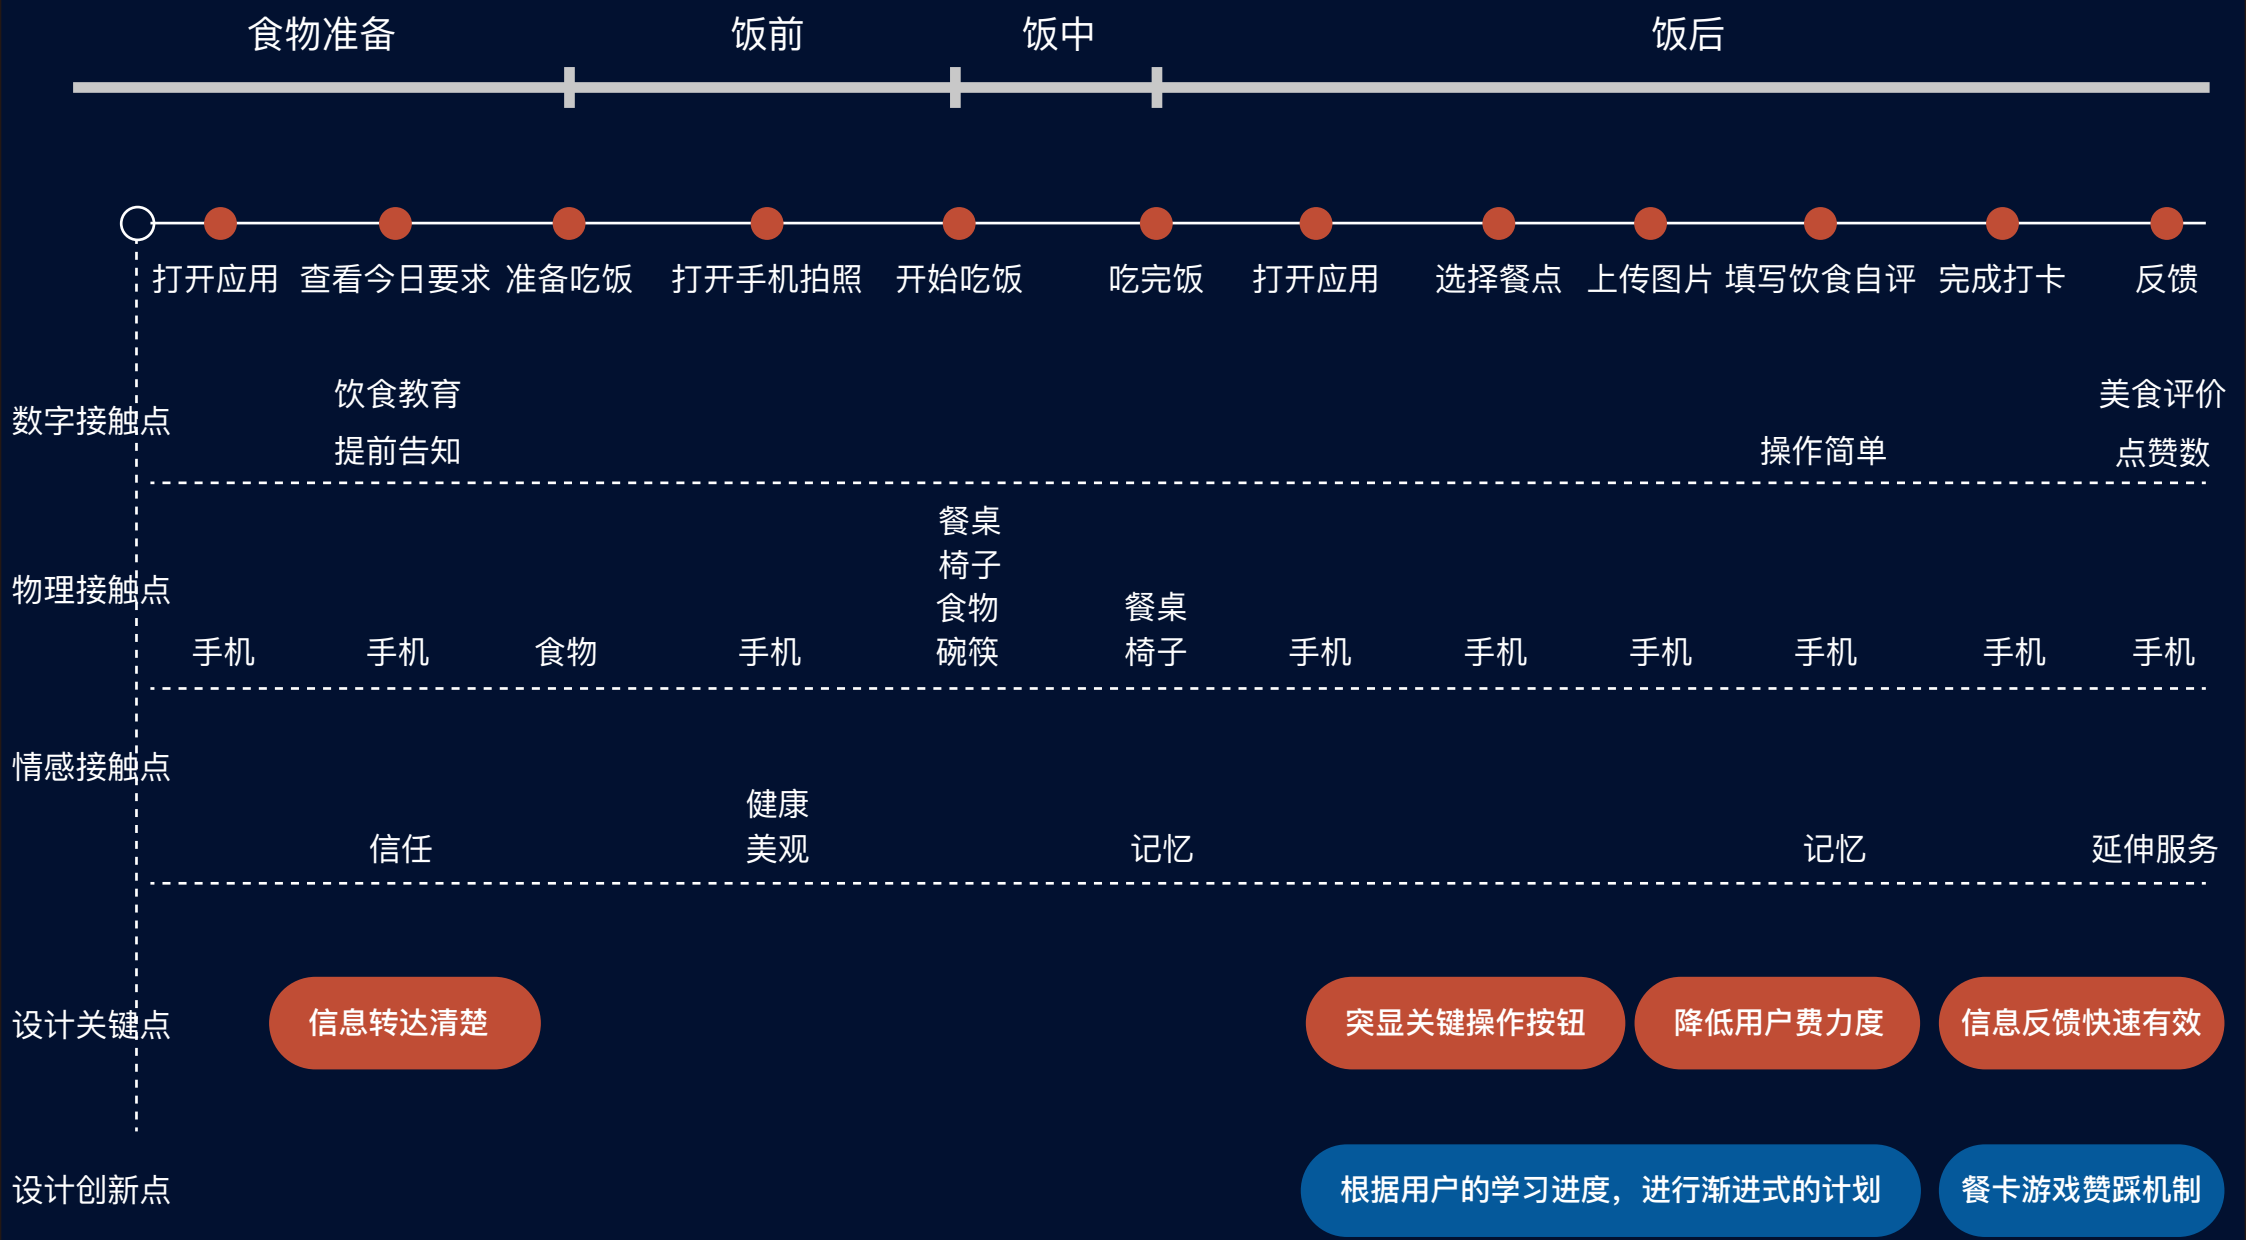 食物准备 饭前 饭中 饭后
打开应用 查看今日要求 准备吃饭 打开手机拍照 开始吃饭 吃完饭 打开应用 选择餐点 上传图片 填写饮食自评 完成打卡 反馈
数字接触点
饮食教育 美食评价
提前告知 操作简单 点赞数
物理接触点
餐桌
椅子
食物 餐桌
手机 手机 食物 手机 碗筷 椅子 手机 手机 手机 手机 手机 手机
情感接触点
健康
信任 美观 记忆 记忆 延伸服务
设计关键点 信息转达清楚 突显关键操作按钮 降低用户费力度 信息反馈快速有效
设计创新点 根据用户的学习进度，进行渐进式的计划 餐卡游戏赞踩机制